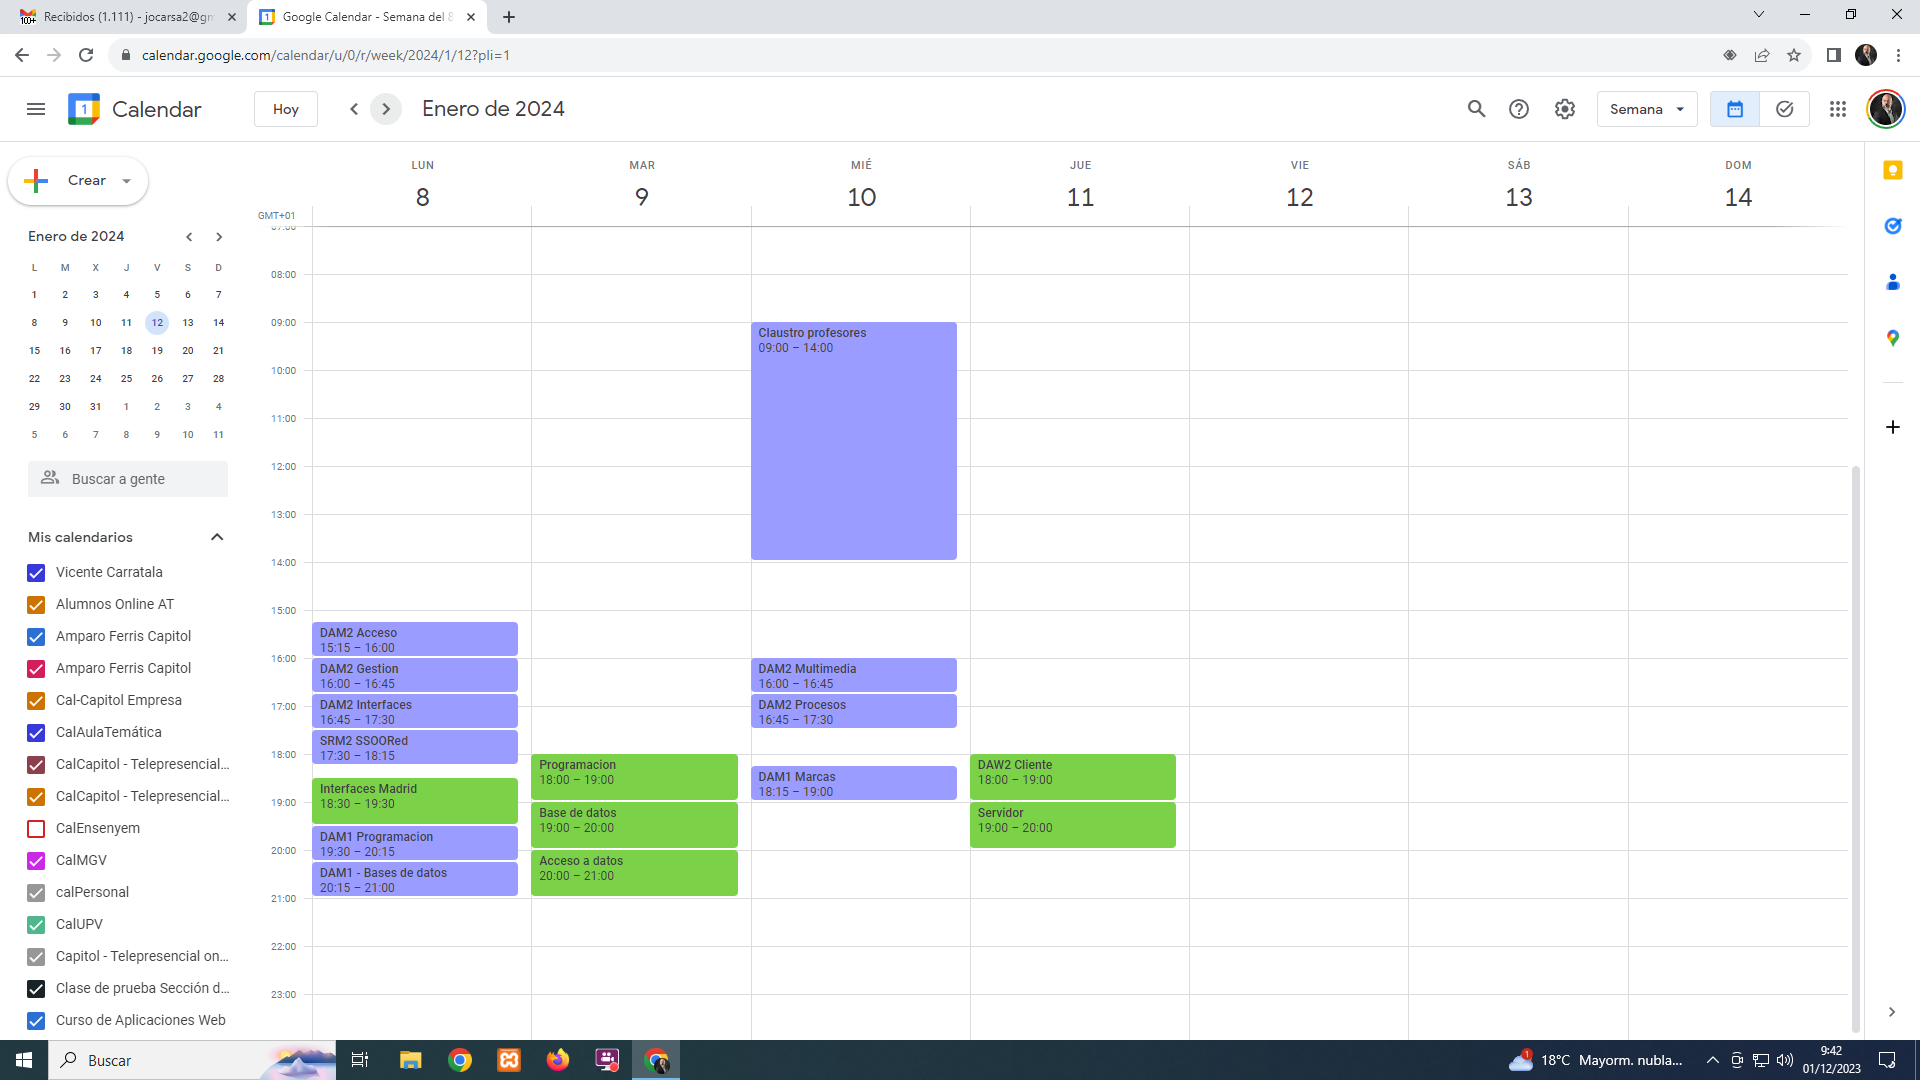 Recibidos (1.111) - jocarsa2@gm
Google Calendar - Semana del 8
calendar.google.com/calendar/u/0/r/week/2024/1/12?pli=1
Calendar
Hoy
Enero de 2024
Semana
Crear
LUN
MAR
MIÉ
JUE
VIE
SÁB
DOM
8
9
10
11
12
13
14
GMT+01
07:00
08:00
09:00
10:00
11:00
12:00
13:00
14:00
15:00
16:00
17:00
18:00
19:00
20:00
21:00
22:00
23:00
Enero de 2024
L M X J V S D
1 2 3 4 5 6 7
8 9 10 11 12 13 14
15 16 17 18 19 20 21
22 23 24 25 26 27 28
29 30 31 1 2 3 4
5 6 7 8 9 10 11
Buscar a gente
Mis calendarios
Vicente Carratala
Alumnos Online AT
Amparo Ferris Capitol
Amparo Ferris Capitol
Cal-Capitol Empresa
CalAulaTemática
CalCapitol - Telepresencial...
CalCapitol - Telepresencial...
CalEnsenyem
CalMGV
calPersonal
CalUPV
Capitol - Telepresencial on...
Clase de prueba Sección d...
Curso de Aplicaciones Web
DAM2 Acceso
15:15 – 16:00
DAM2 Gestion
16:00 – 16:45
DAM2 Interfaces
16:45 – 17:30
SRM2 SSOORed
17:30 – 18:15
Interfaces Madrid
18:30 – 19:30
DAM1 Programacion
19:30 – 20:15
DAM1 - Bases de datos
20:15 – 21:00
Programacion
18:00 – 19:00
Base de datos
19:00 – 20:00
Acceso a datos
20:00 – 21:00
Claustro profesores
09:00 – 14:00
DAM2 Multimedia
16:00 – 16:45
DAM2 Procesos
16:45 – 17:30
DAM1 Marcas
18:15 – 19:00
DAW2 Cliente
18:00 – 19:00
Servidor
19:00 – 20:00
Buscar
18°C Mayorm. nubla...
9:42
01/12/2023